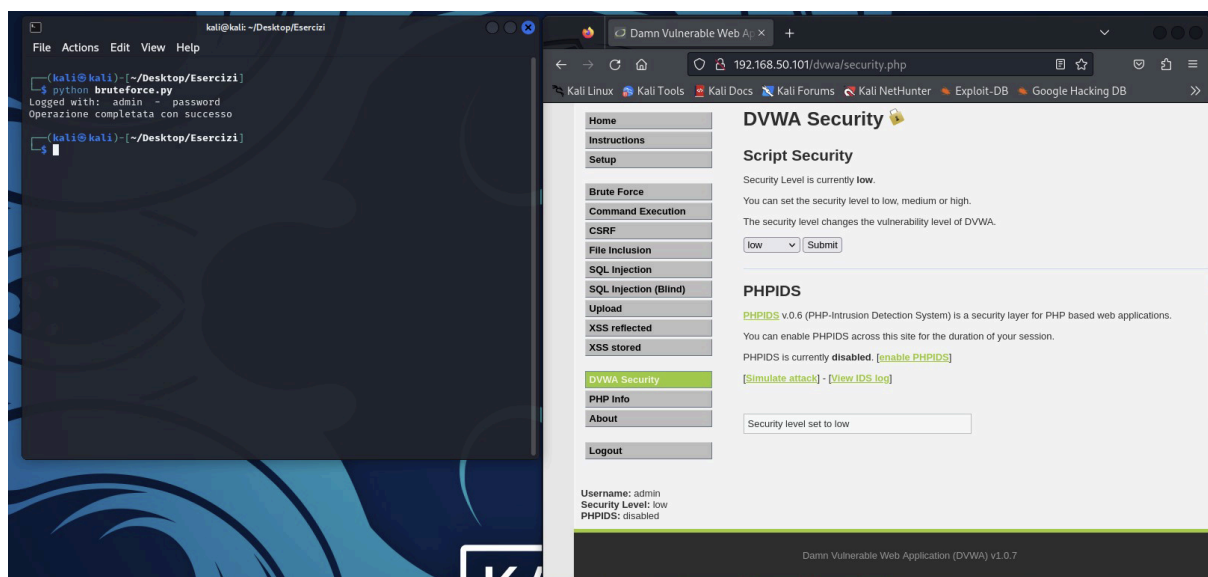 kali@kali: ~/Desktop/Esercizi
File Actions Edit View Help
(kali㉿kali)-[~/Desktop/Esercizi]
$ python bruteforce.py
Logged with: admin - password
Operazione completata con successo
(kali㉿kali)-[~/Desktop/Esercizi]
$
Damn Vulnerable Web Ap
192.168.50.101/dvwa/security.php
Kali Linux Kali Tools Kali Docs Kali Forums Kali NetHunter Exploit-DB Google Hacking DB
Home
Instructions
Setup
Brute Force
Command Execution
CSRF
File Inclusion
SQL Injection
SQL Injection (Blind)
Upload
XSS reflected
XSS stored
DVWA Security
PHP Info
About
Logout
Username: admin
Security Level: low
PHPIDS: disabled
DVWA Security
Script Security
Security Level is currently low.
You can set the security level to low, medium or high.
The security level changes the vulnerability level of DVWA.
low Submit
PHPIDS
PHPIDS v.0.6 (PHP-Intrusion Detection System) is a security layer for PHP based web applications.
You can enable PHPIDS across this site for the duration of your session.
PHPIDS is currently disabled. [enable PHPIDS]
[Simulate attack] - [View IDS log]
Security level set to low
Damn Vulnerable Web Application (DVWA) v1.0.7